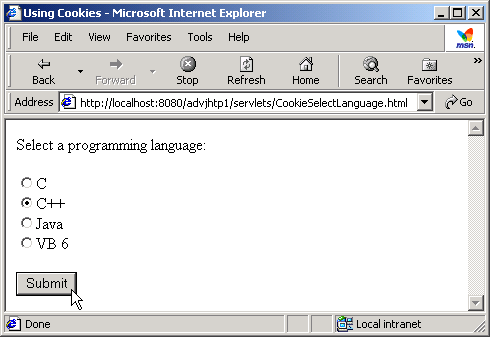 Using Cookies - Microsoft Internet Explorer
File Edit View Favorites Tools Help
msn
Back Forward Stop Refresh Home Search Favorites »
Address http://localhost:8080/advjhtp1/servlets/CookieSelectLanguage.html Go
Select a programming language:
C
C++
Java
VB 6
Submit
Done Local intranet